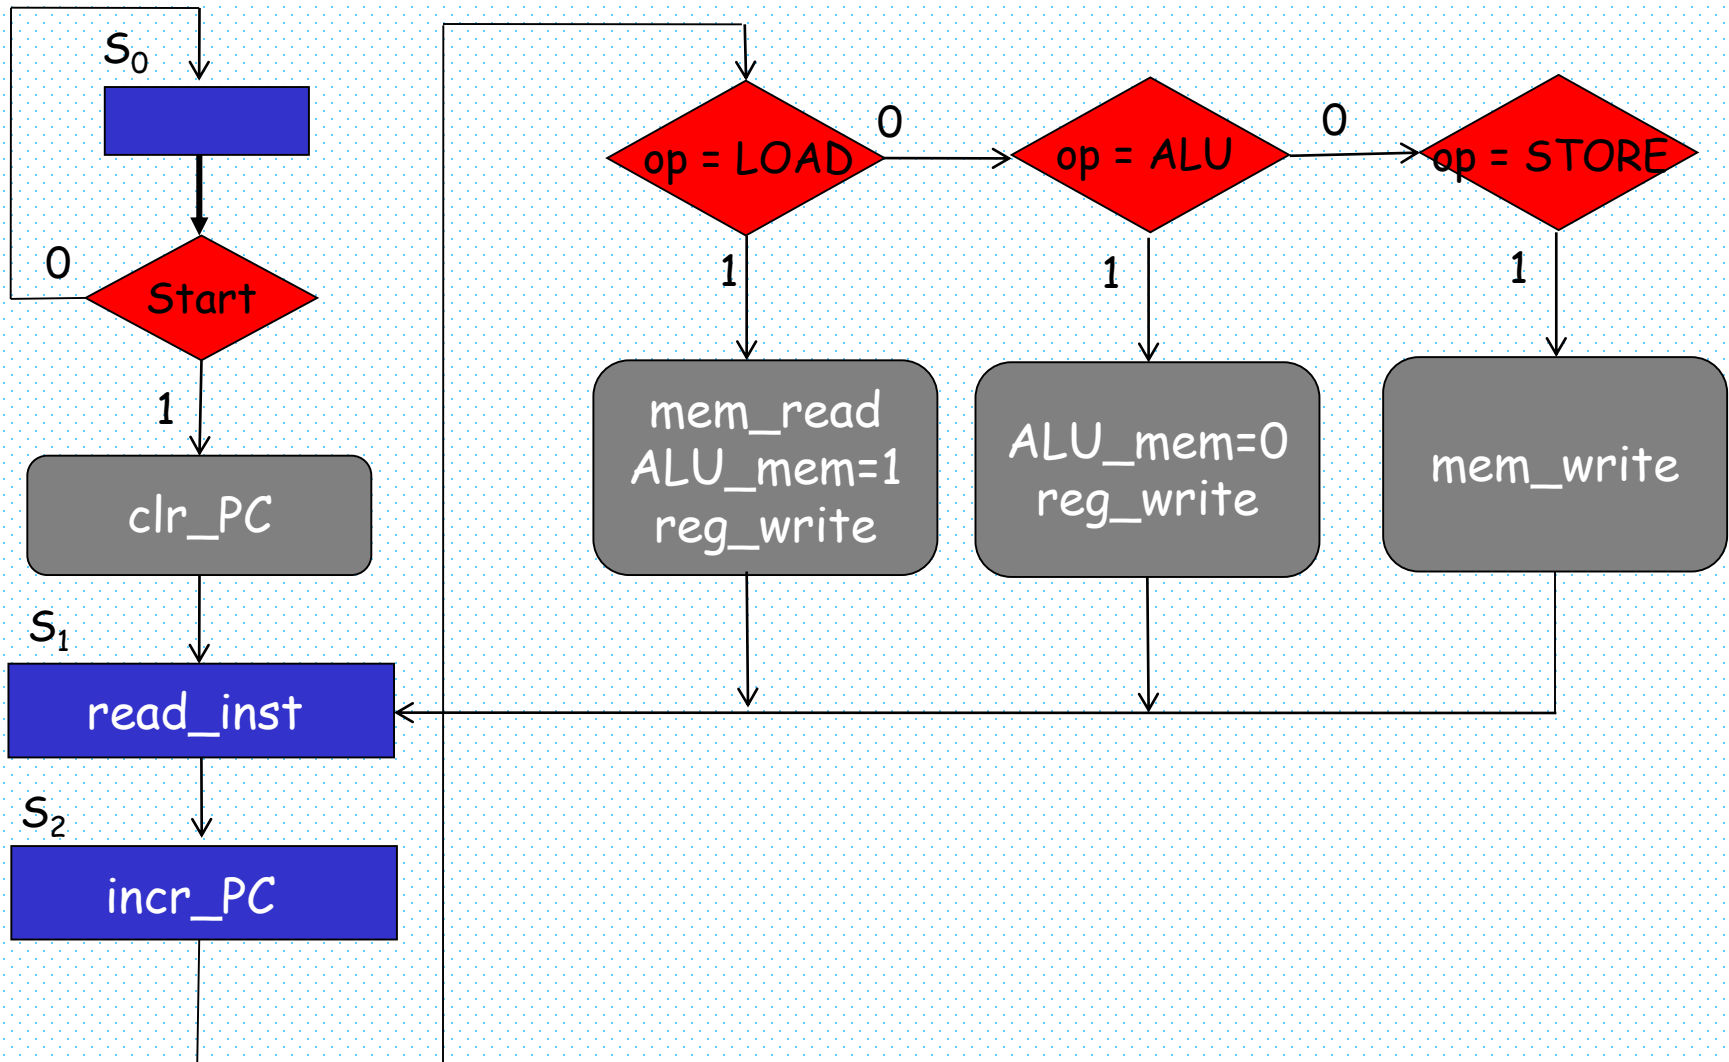 S₀
Start
0
1
clr_PC
S₁
read_inst
S₂
incr_PC
op = LOAD
0
op = ALU
0
op = STORE
1
1
1
mem_read
ALU_mem=1
reg_write
ALU_mem=0
reg_write
mem_write